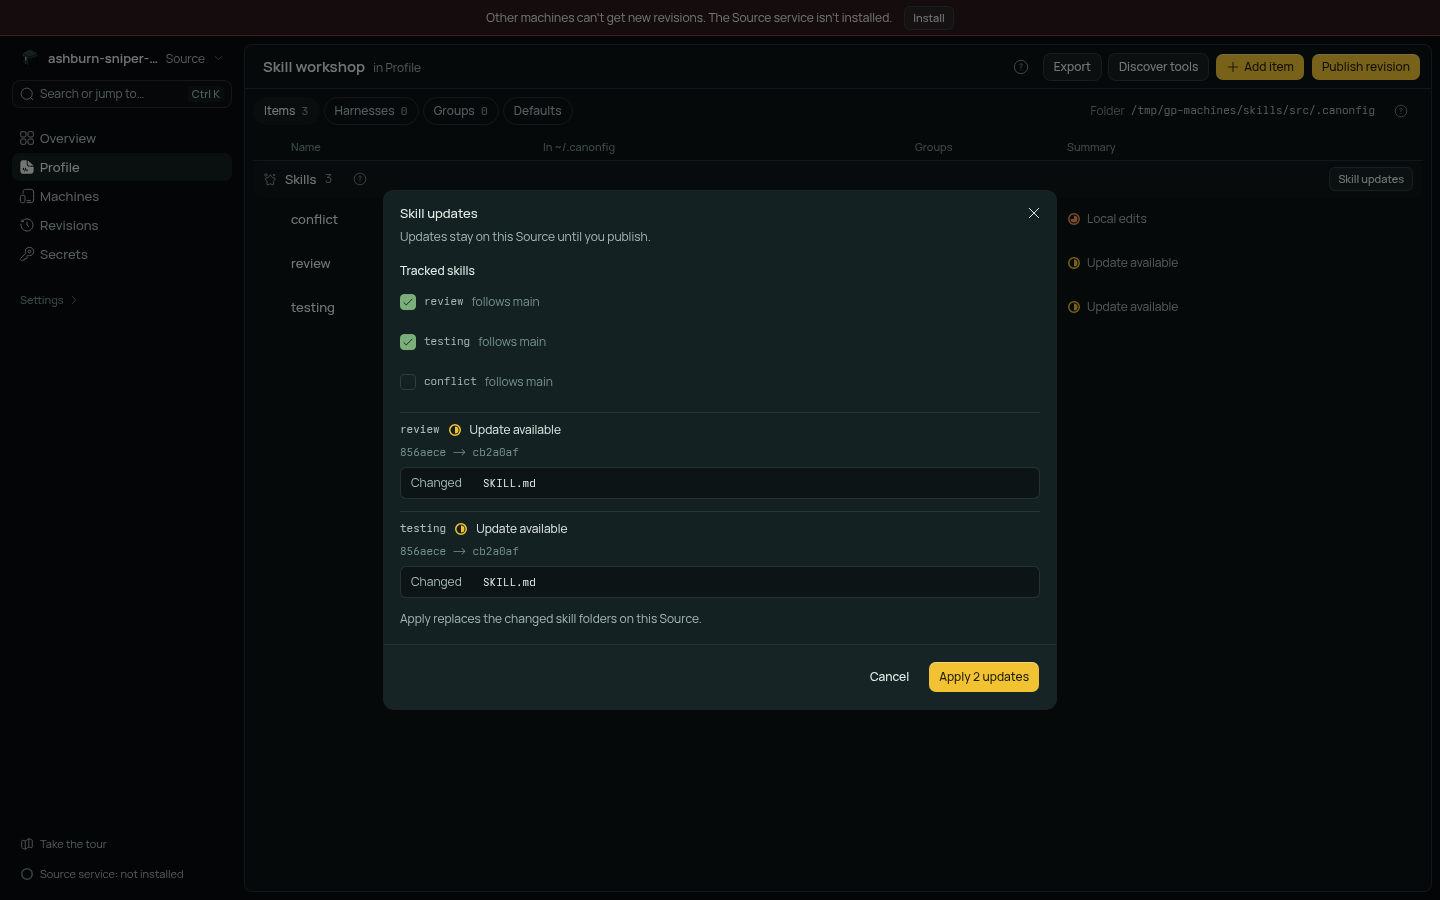 Other machines can't get new revisions. The Source service isn't installed. Install
ashburn-sniper-... Source
Search or jump to... Ctrl K
Overview
Profile
Machines
Revisions
Secrets
Settings
Take the tour
Source service: not installed
Skill workshop in Profile
? Export Discover tools + Add item Publish revision
Items 3 Harnesses 0 Groups 0 Defaults
Folder /tmp/gp-machines/skills/src/.canonfig ?
Name In ~/.canonfig Groups Summary
Skills 3 ? Skill updates
conflict Local edits
review Update available
testing Update available
Skill updates
Updates stay on this Source until you publish.
Tracked skills
review follows main
testing follows main
conflict follows main
review Update available
856aece → cb2a0af
Changed SKILL.md
testing Update available
856aece → cb2a0af
Changed SKILL.md
Apply replaces the changed skill folders on this Source.
Cancel Apply 2 updates